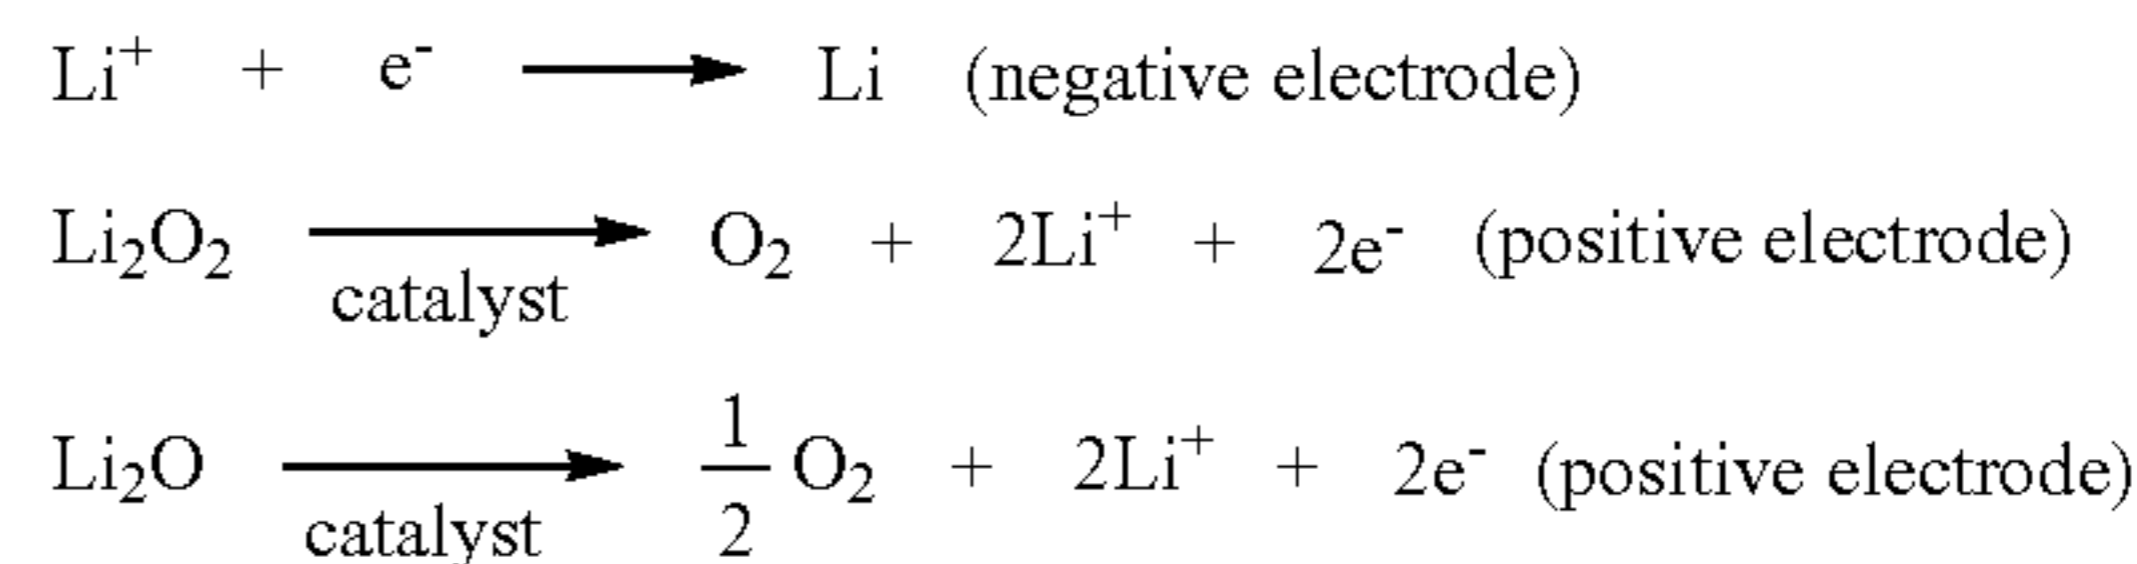 Li⁺ + e⁻ ⟶ Li (negative electrode)
Li₂O₂ ⟶ O₂ + 2Li⁺ + 2e⁻ (positive electrode)
catalyst
Li₂O ⟶ 1/2 O₂ + 2Li⁺ + 2e⁻ (positive electrode)
catalyst